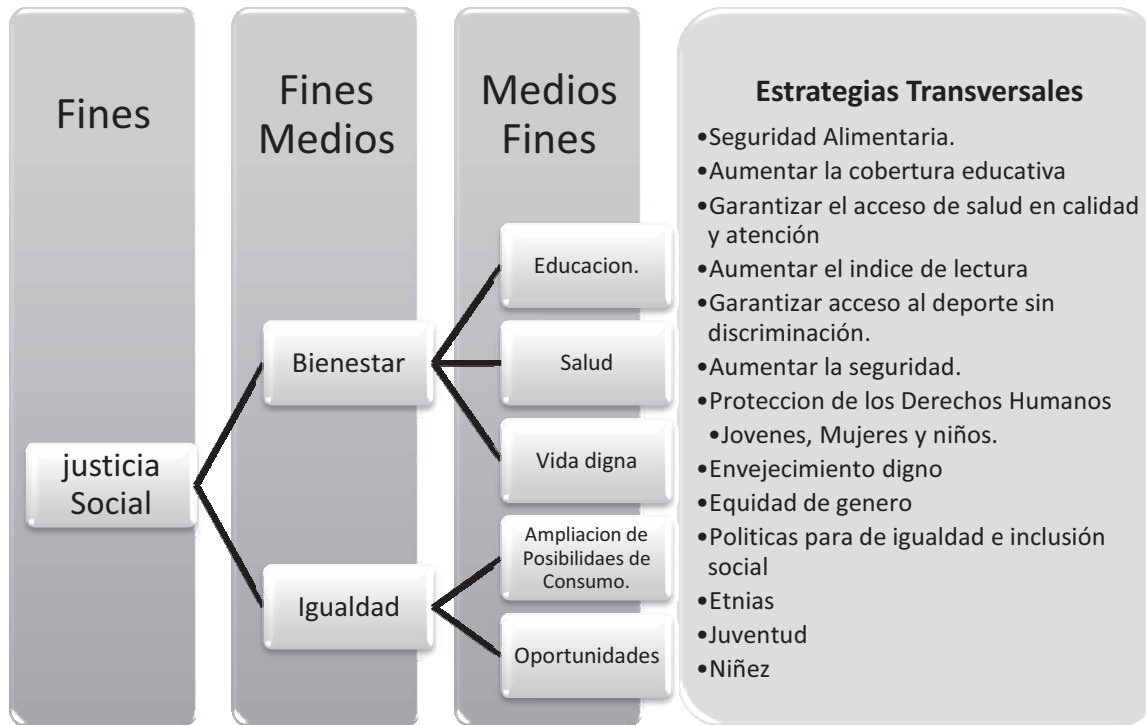 Fines
Fines
Medios
Medios
Fines
justicia
Social
Bienestar
Igualdad
Educacion.
Salud
Vida digna
Ampliacion de
Posibilidaes de
Consumo.
Oportunidades
Estrategias Transversales
•Seguridad Alimentaria.
•Aumentar la cobertura educativa
•Garantizar el acceso de salud en calidad
y atención
•Aumentar el indice de lectura
•Garantizar acceso al deporte sin
discriminación.
•Aumentar la seguridad.
•Proteccion de los Derechos Humanos
•Jovenes, Mujeres y niños.
•Envejecimiento digno
•Equidad de genero
•Politicas para de igualdad e inclusión
social
•Etnias
•Juventud
•Niñez